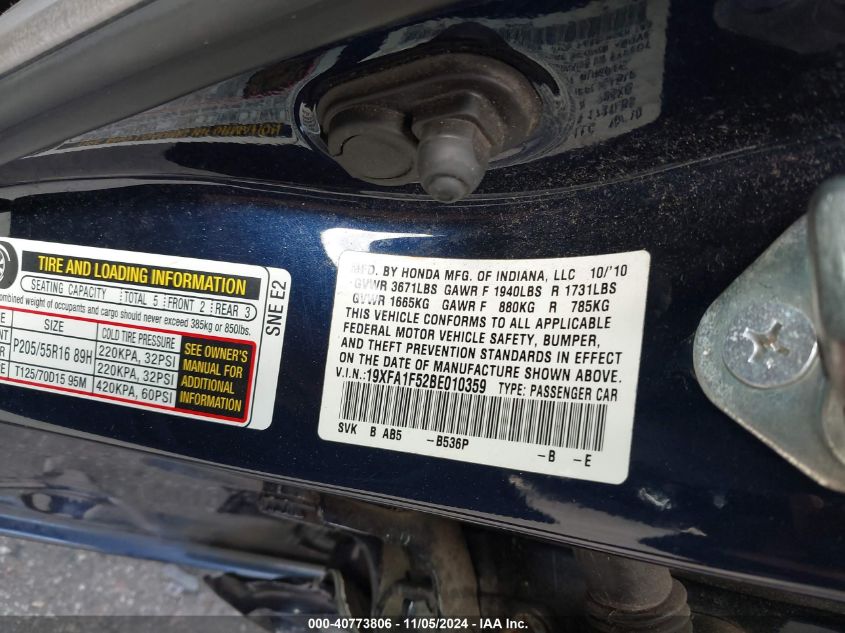 TIRE AND LOADING INFORMATION
SEATING CAPACITY TOTAL 5 FRONT 2 REAR 3
combined weight of occupants and cargo should never exceed 385kg or 850lbs.
SIZE COLD TIRE PRESSURE
P205/55R16 89H 220KPA, 32PSI
220KPA, 32PSI
T125/70D15 95M 420KPA, 60PSI
SEE OWNER'S
MANUAL FOR
ADDITIONAL
INFORMATION
SNE E2
MFD. BY HONDA MFG. OF INDIANA, LLC 10/'10
GVWR 3671LBS GAWR F 1940LBS R 1731LBS
GVWR 1665KG GAWR F 880KG R 785KG
THIS VEHICLE CONFORMS TO ALL APPLICABLE
FEDERAL MOTOR VEHICLE SAFETY, BUMPER,
AND THEFT PREVENTION STANDARDS IN EFFECT
ON THE DATE OF MANUFACTURE SHOWN ABOVE.
V.I.N.:19XFA1F52BE010359 TYPE: PASSENGER CAR
SVK B AB5 -B536P -B -E
000-40773806 - 11/05/2024 - IAA Inc.